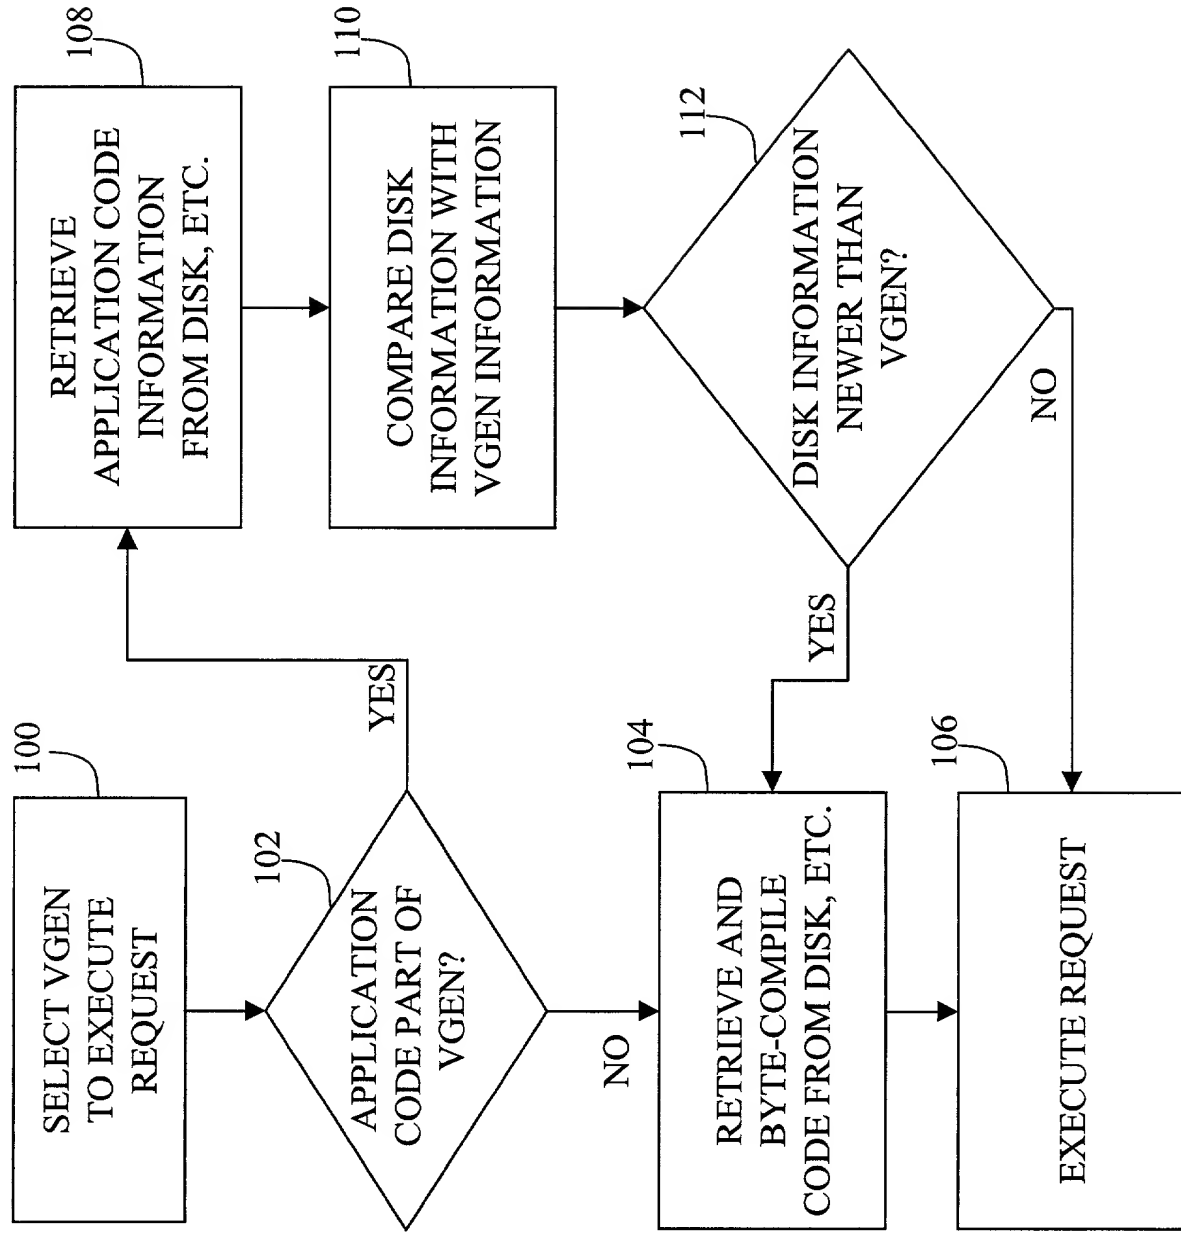 100
SELECT VGEN
TO EXECUTE
REQUEST
102
APPLICATION
CODE PART OF
VGEN?
YES
NO
104
RETRIEVE AND
BYTE-COMPILE
CODE FROM DISK, ETC.
106
EXECUTE REQUEST
108
RETRIEVE
APPLICATION CODE
INFORMATION
FROM DISK, ETC.
110
COMPARE DISK
INFORMATION WITH
VGEN INFORMATION
112
DISK INFORMATION
NEWER THAN
VGEN?
YES
NO